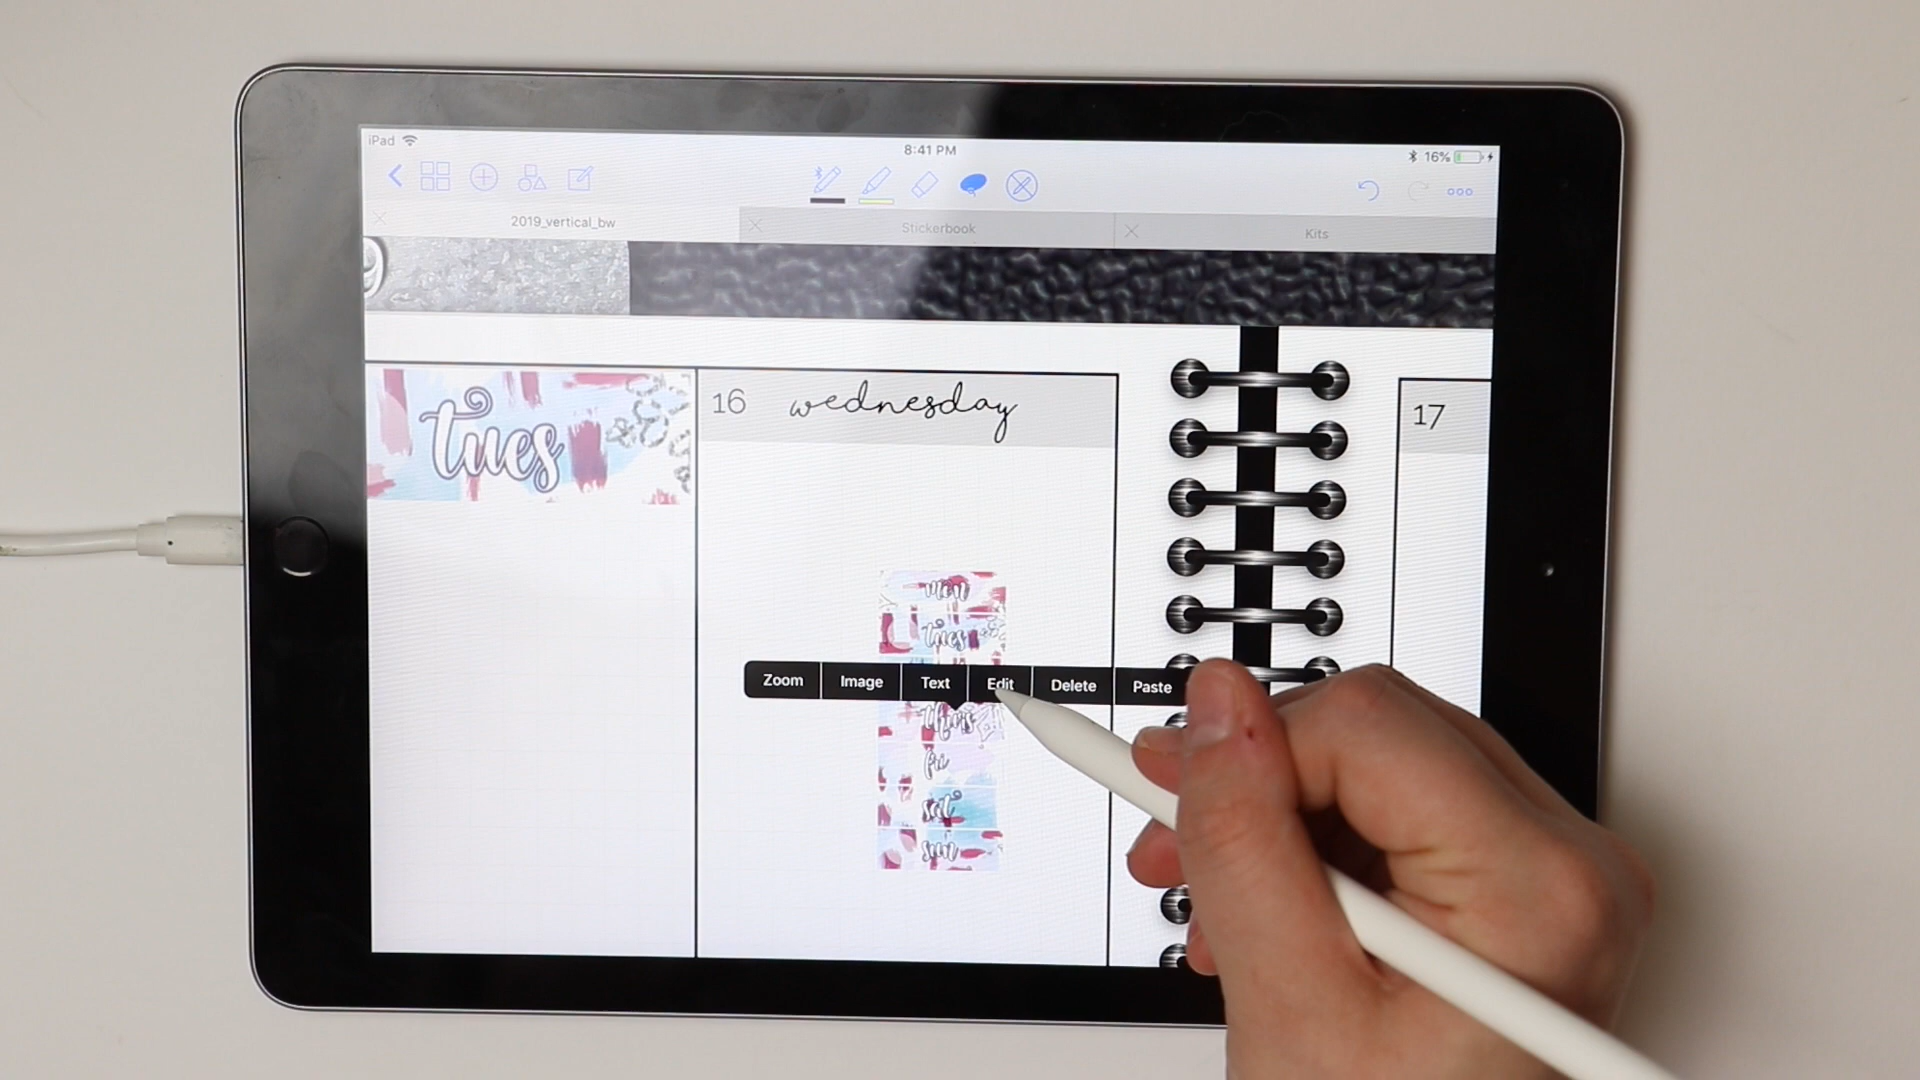 iPad
8:41 PM
16%
2019_vertical_bw
Stickerbook
Kits
9
tues
16 wednesday
17
mon
tues
Zoom Image Text Edit Delete Paste
thurs
fri
sat
sun